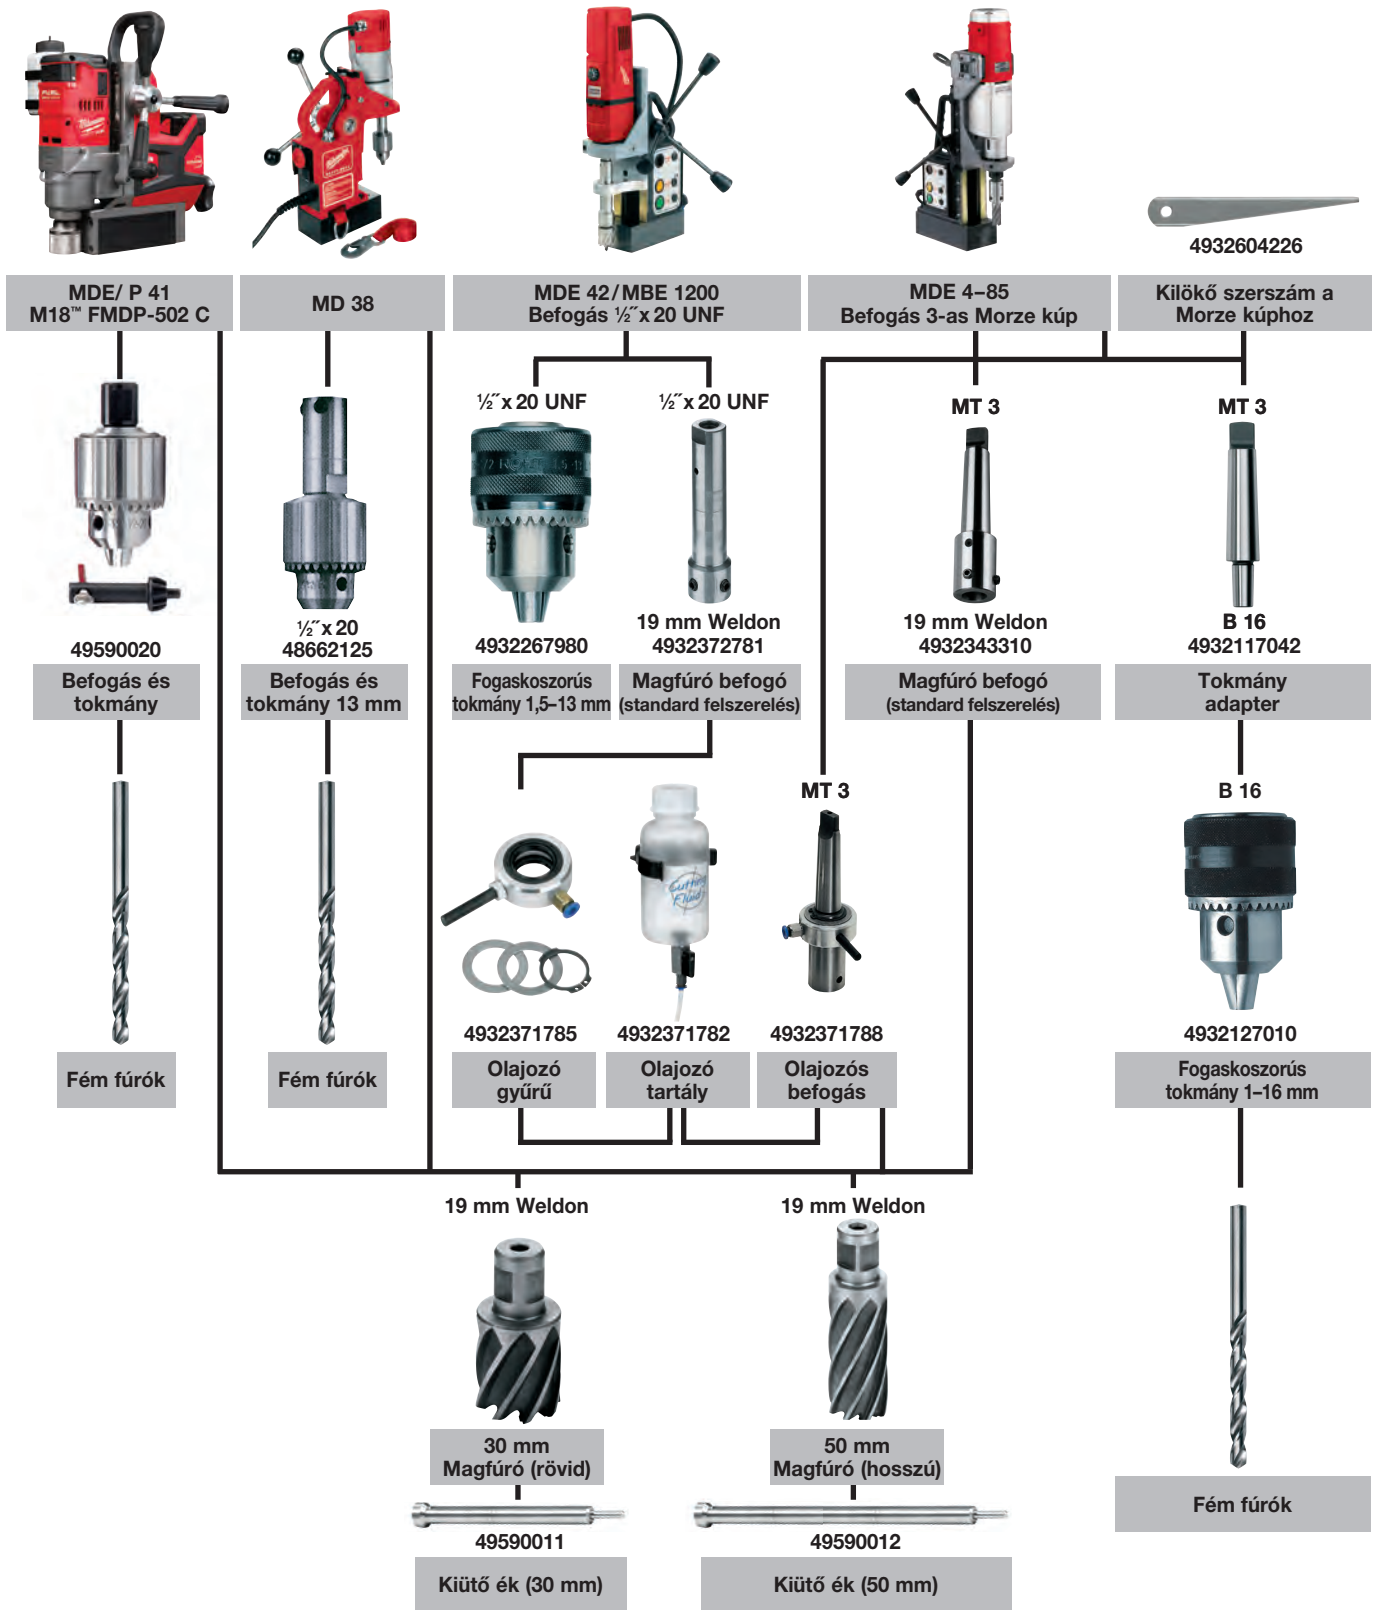 4932604226
MDE/ P 41
M18™ FMDP-502 C
MD 38
MDE 42/MBE 1200
Befogás ½˝x 20 UNF
MDE 4–85
Befogás 3-as Morze kúp
Kilökő szerszám a
Morze kúphoz
½˝x 20 UNF
½˝x 20 UNF
MT 3
MT 3
½˝x 20
19 mm Weldon
19 mm Weldon
B 16
49590020
48662125
4932267980
4932372781
4932343310
4932117042
Befogás és
tokmány
Befogás és
tokmány 13 mm
Fogaskoszorús
tokmány 1,5–13 mm
Magfúró befogó
(standard felszerelés)
Magfúró befogó
(standard felszerelés)
Tokmány
adapter
MT 3
B 16
Cutting
Fluid
4932371785
4932371782
4932371788
4932127010
Fém fúrók
Fém fúrók
Olajozó
gyűrű
Olajozó
tartály
Olajozós
befogás
Fogaskoszorús
tokmány 1–16 mm
19 mm Weldon
19 mm Weldon
30 mm
Magfúró (rövid)
50 mm
Magfúró (hosszú)
Fém fúrók
49590011
49590012
Kiütő ék (30 mm)
Kiütő ék (50 mm)